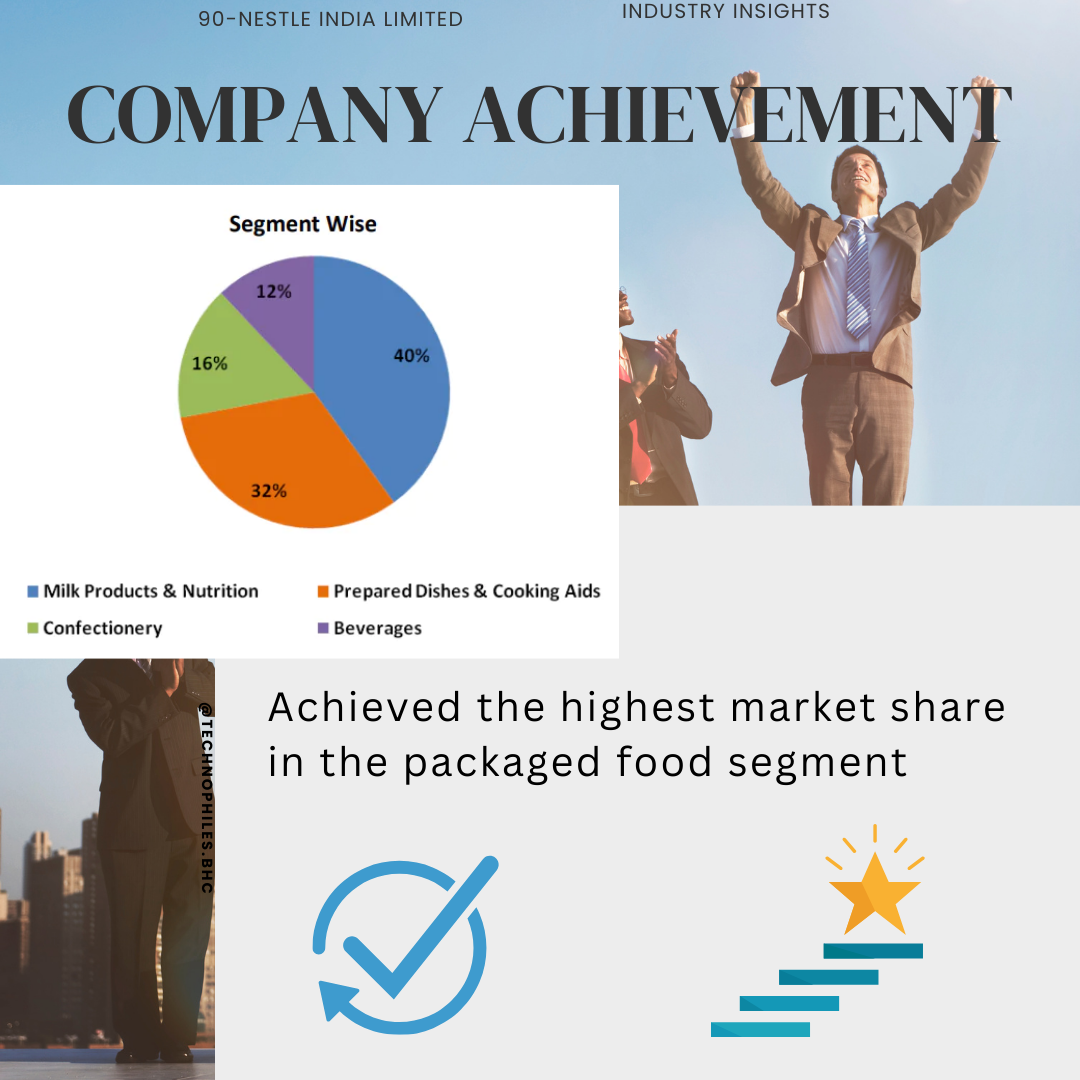 90-NESTLE INDIA LIMITED
INDUSTRY INSIGHTS
COMPANY ACHIEVEMENT
Segment Wise
12%
40%
16%
32%
Milk Products & Nutrition
Prepared Dishes & Cooking Aids
Confectionery
Beverages
Achieved the highest market share
in the packaged food segment
@TECHNOPHILES.BHC